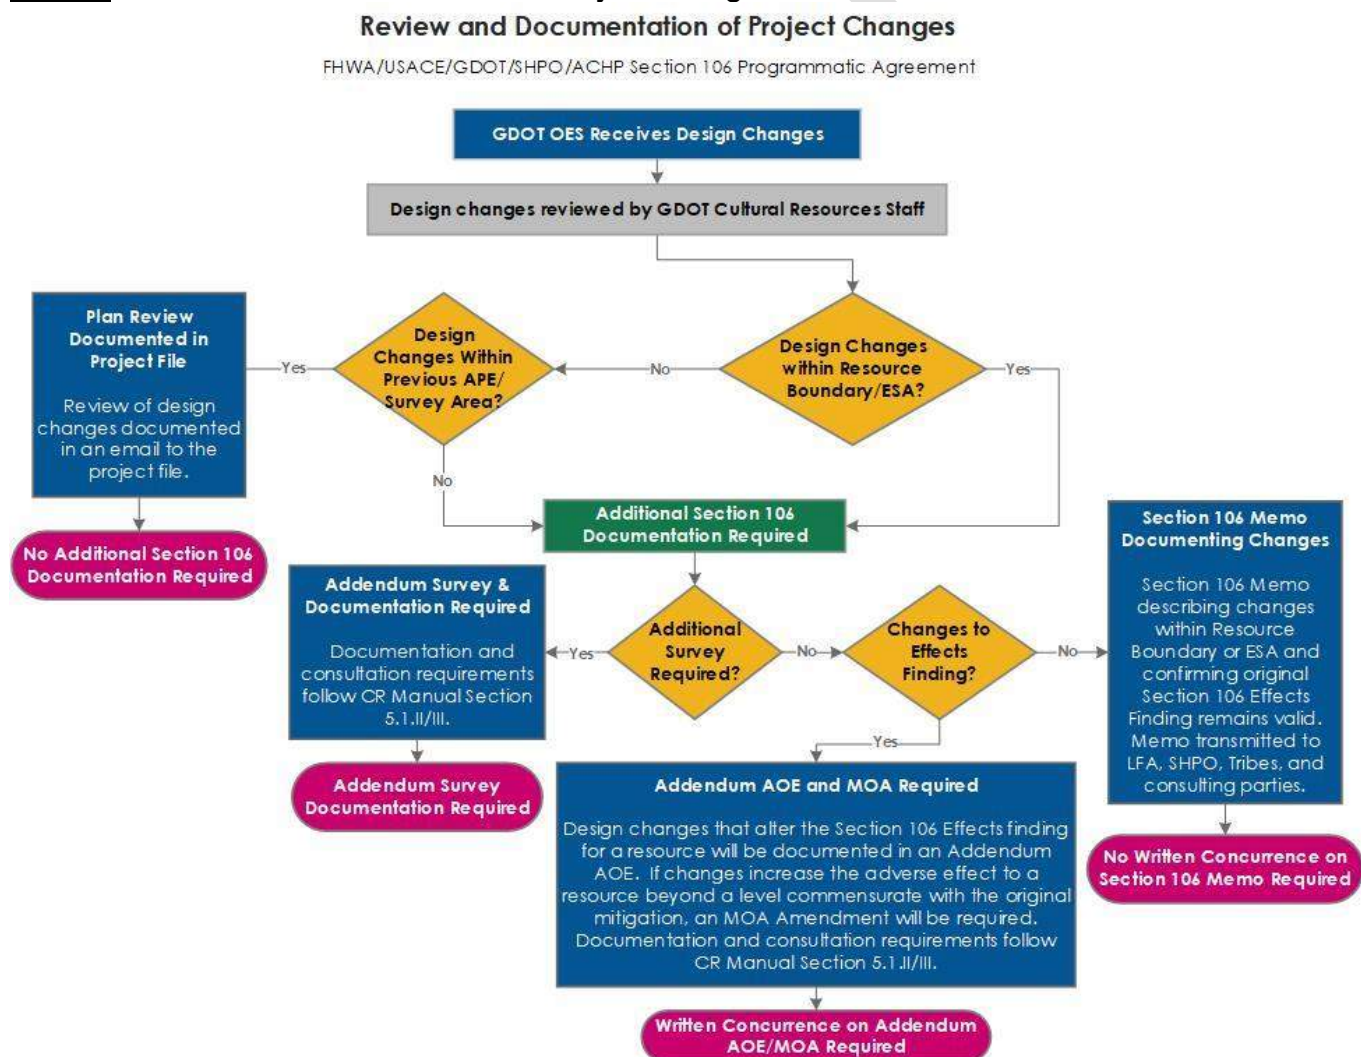 Review and Documentation of Project Changes
FHWA/USACE/GDOT/SHPO/ACHP Section 106 Programmatic Agreement
GDOT OES Receives Design Changes
Design changes reviewed by GDOT Cultural Resources Staff
Plan Review
Documented in
Project File
Review of design
changes documented
in an email to the
project file.
Yes
Design
Changes Within
Previous APE/
Survey Area?
No
Design Changes
within Resource
Boundary/ESA?
Yes
No
No Additional Section 106
Documentation Required
Additional Section 106
Documentation Required
Addendum Survey &
Documentation Required
Documentation and
consultation requirements
follow CR Manual Section
5.1.II/III.
Yes
Additional
Survey
Required?
No
Changes to
Effects
Finding?
No
Section 106 Memo
Documenting Changes
Section 106 Memo
describing changes
within Resource
Boundary or ESA and
confirming original
Section 106 Effects
Finding remains valid.
Memo transmitted to
LFA, SHPO, Tribes, and
consulting parties.
Yes
Addendum Survey
Documentation Required
Addendum AOE and MOA Required
Design changes that alter the Section 106 Effects finding
for a resource will be documented in an Addendum
AOE. If changes increase the adverse effect to a
resource beyond a level commensurate with the original
mitigation, an MOA Amendment will be required.
Documentation and consultation requirements follow
CR Manual Section 5.1.II/III.
No Written Concurrence on
Section 106 Memo Required
Written Concurrence on Addendum
AOE/MOA Required